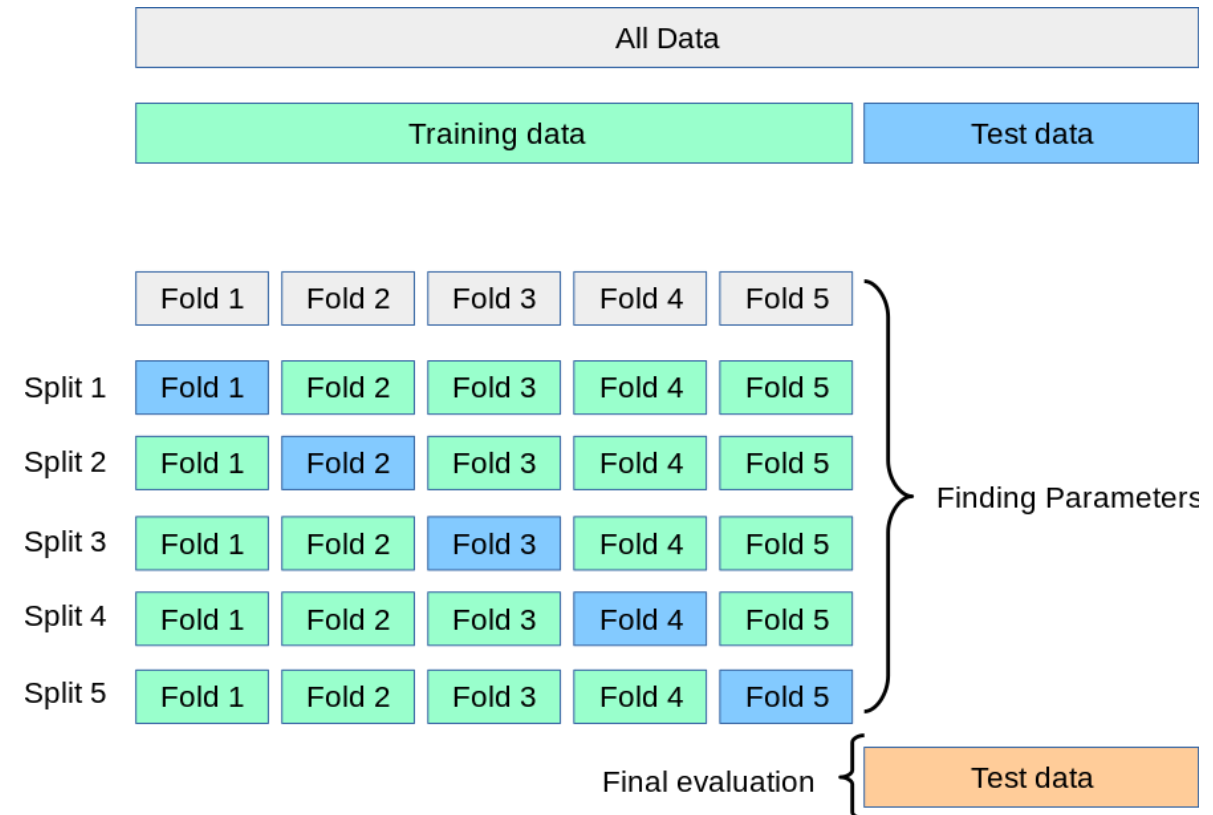 All Data
Training data Test data
Fold 1 Fold 2 Fold 3 Fold 4 Fold 5
Split 1 Fold 1 Fold 2 Fold 3 Fold 4 Fold 5
Split 2 Fold 1 Fold 2 Fold 3 Fold 4 Fold 5
Finding Parameters
Split 3 Fold 1 Fold 2 Fold 3 Fold 4 Fold 5
Split 4 Fold 1 Fold 2 Fold 3 Fold 4 Fold 5
Split 5 Fold 1 Fold 2 Fold 3 Fold 4 Fold 5
Final evaluation Test data